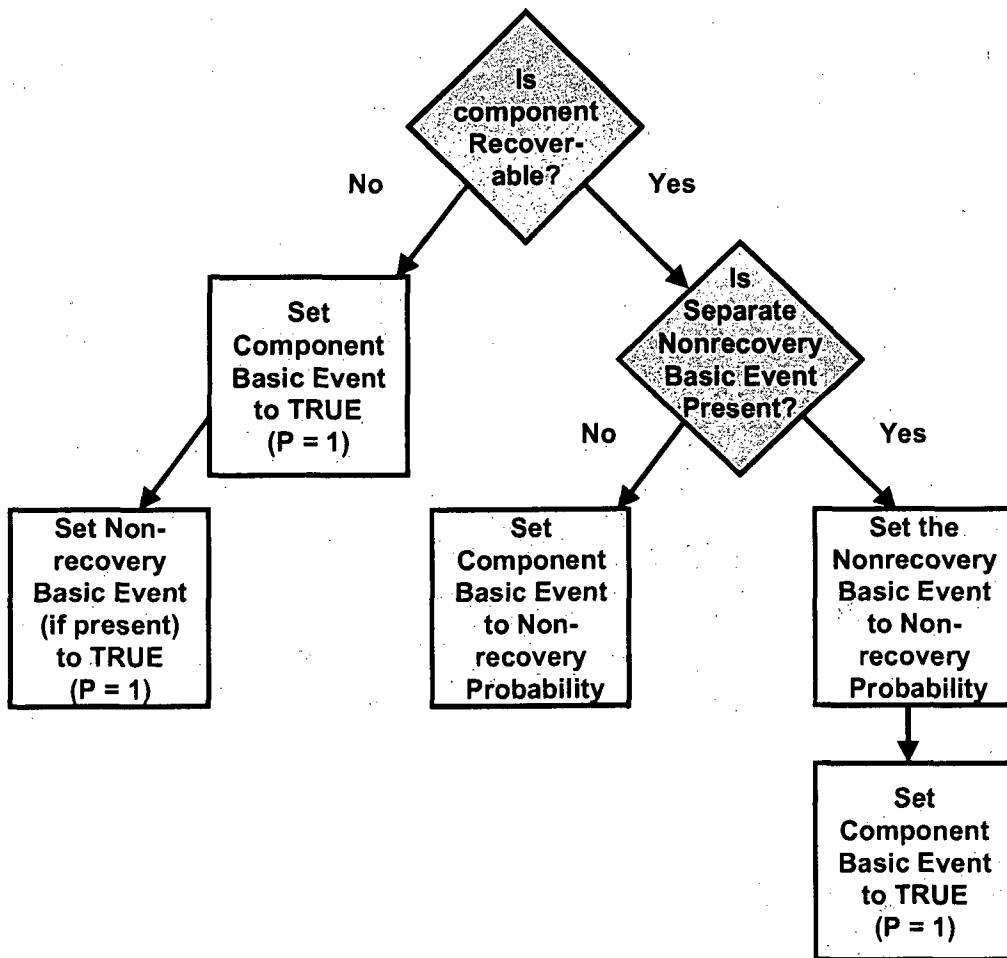 Is
component
Recover-
able?
No
Yes
Set
Component
Basic Event
to TRUE
(P = 1)
Is
Separate
Nonrecovery
Basic Event
Present?
No
Yes
Set Non-
recovery
Basic Event
(if present)
to TRUE
(P = 1)
Set
Component
Basic Event
to Non-
recovery
Probability
Set the
Nonrecovery
Basic Event
to Non-
recovery
Probability
Set
Component
Basic Event
to TRUE
(P = 1)